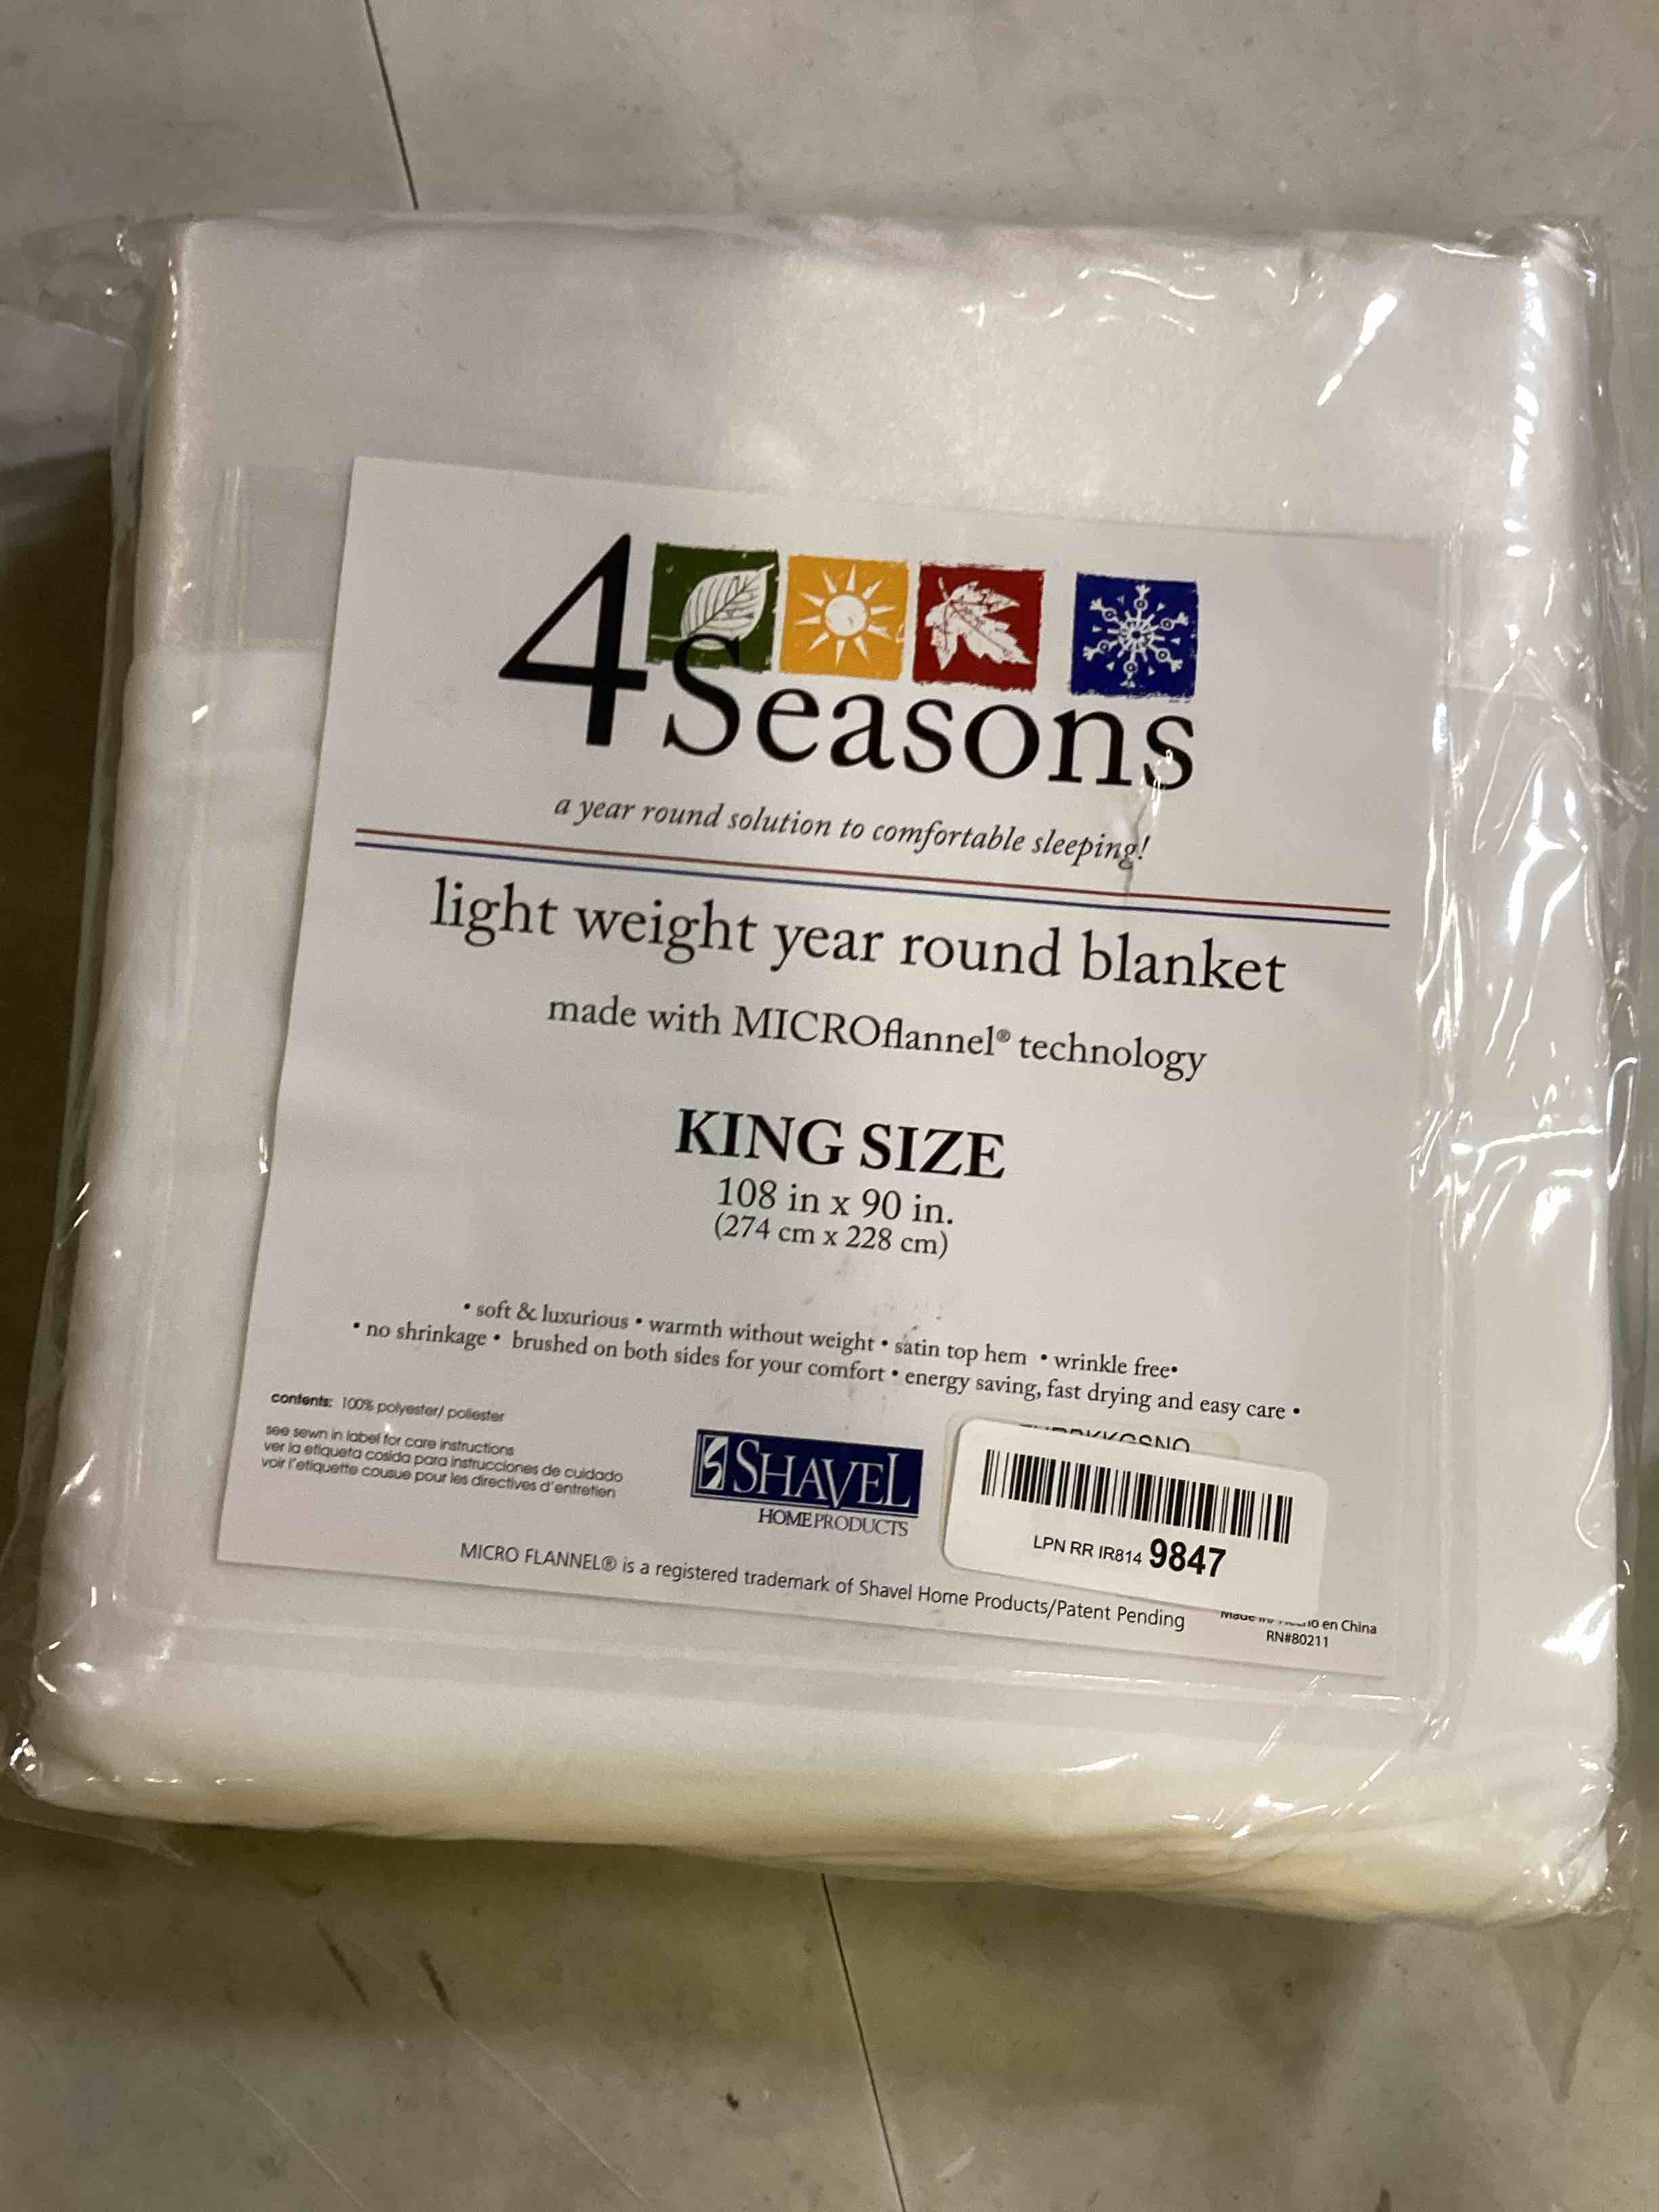 4 Seasons
a year round solution to comfortable sleeping!
light weight year round blanket
made with MICROflannel® technology
KING SIZE
108 in x 90 in.
(274 cm x 228 cm)
• soft & luxurious • warmth without weight • satin top hem • wrinkle free•
• no shrinkage • brushed on both sides for your comfort • energy saving, fast drying and easy care •
contents: 100% polyester/ poliester
see sewn in label for care instructions
ver la etiqueta cosida para instrucciones de cuidado
voir l'etiquette cousue pour les directives d'entretien
S SHAVEL
HOME PRODUCTS
LPN RR IR814 9847
MICRO FLANNEL® is a registered trademark of Shavel Home Products/Patent Pending
Made in/ en China
RN#80211